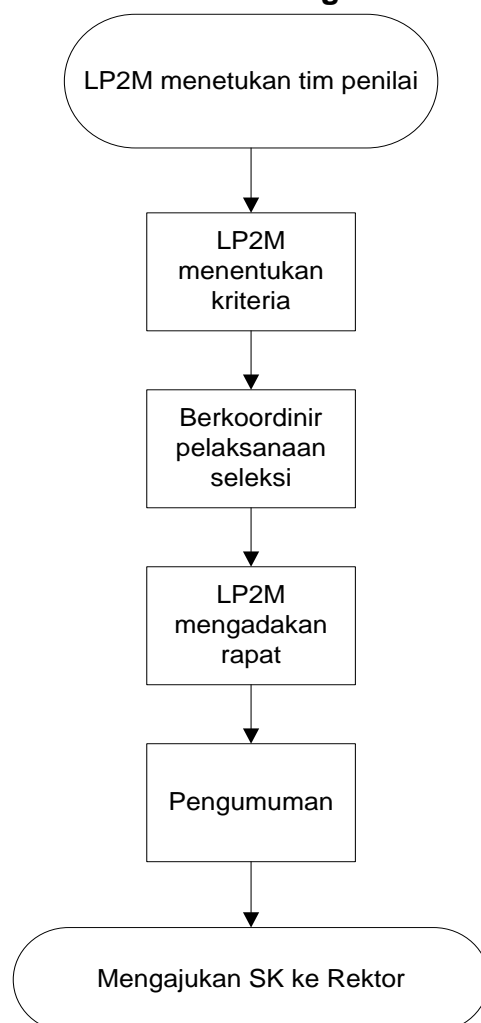 LP2M menetukan tim penilai
LP2M
menentukan
kriteria
Berkoordinir
pelaksanaan
seleksi
LP2M
mengadakan
rapat
Pengumuman
Mengajukan SK ke Rektor